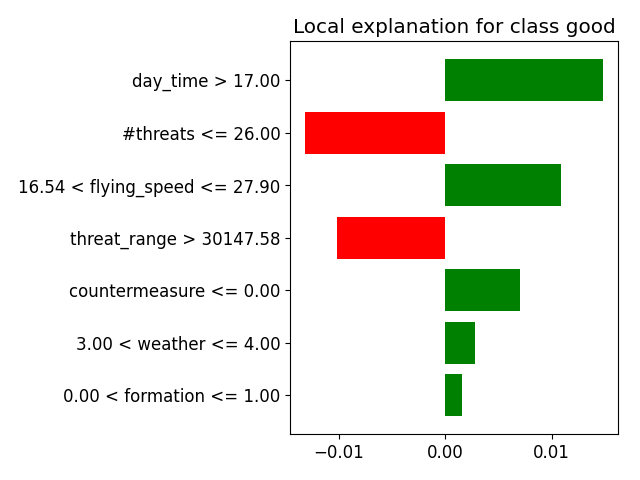 Local explanation for class good
day_time > 17.00
#threats <= 26.00
16.54 < flying_speed <= 27.90
threat_range > 30147.58
countermeasure <= 0.00
3.00 < weather <= 4.00
0.00 < formation <= 1.00
−0.01 0.00 0.01